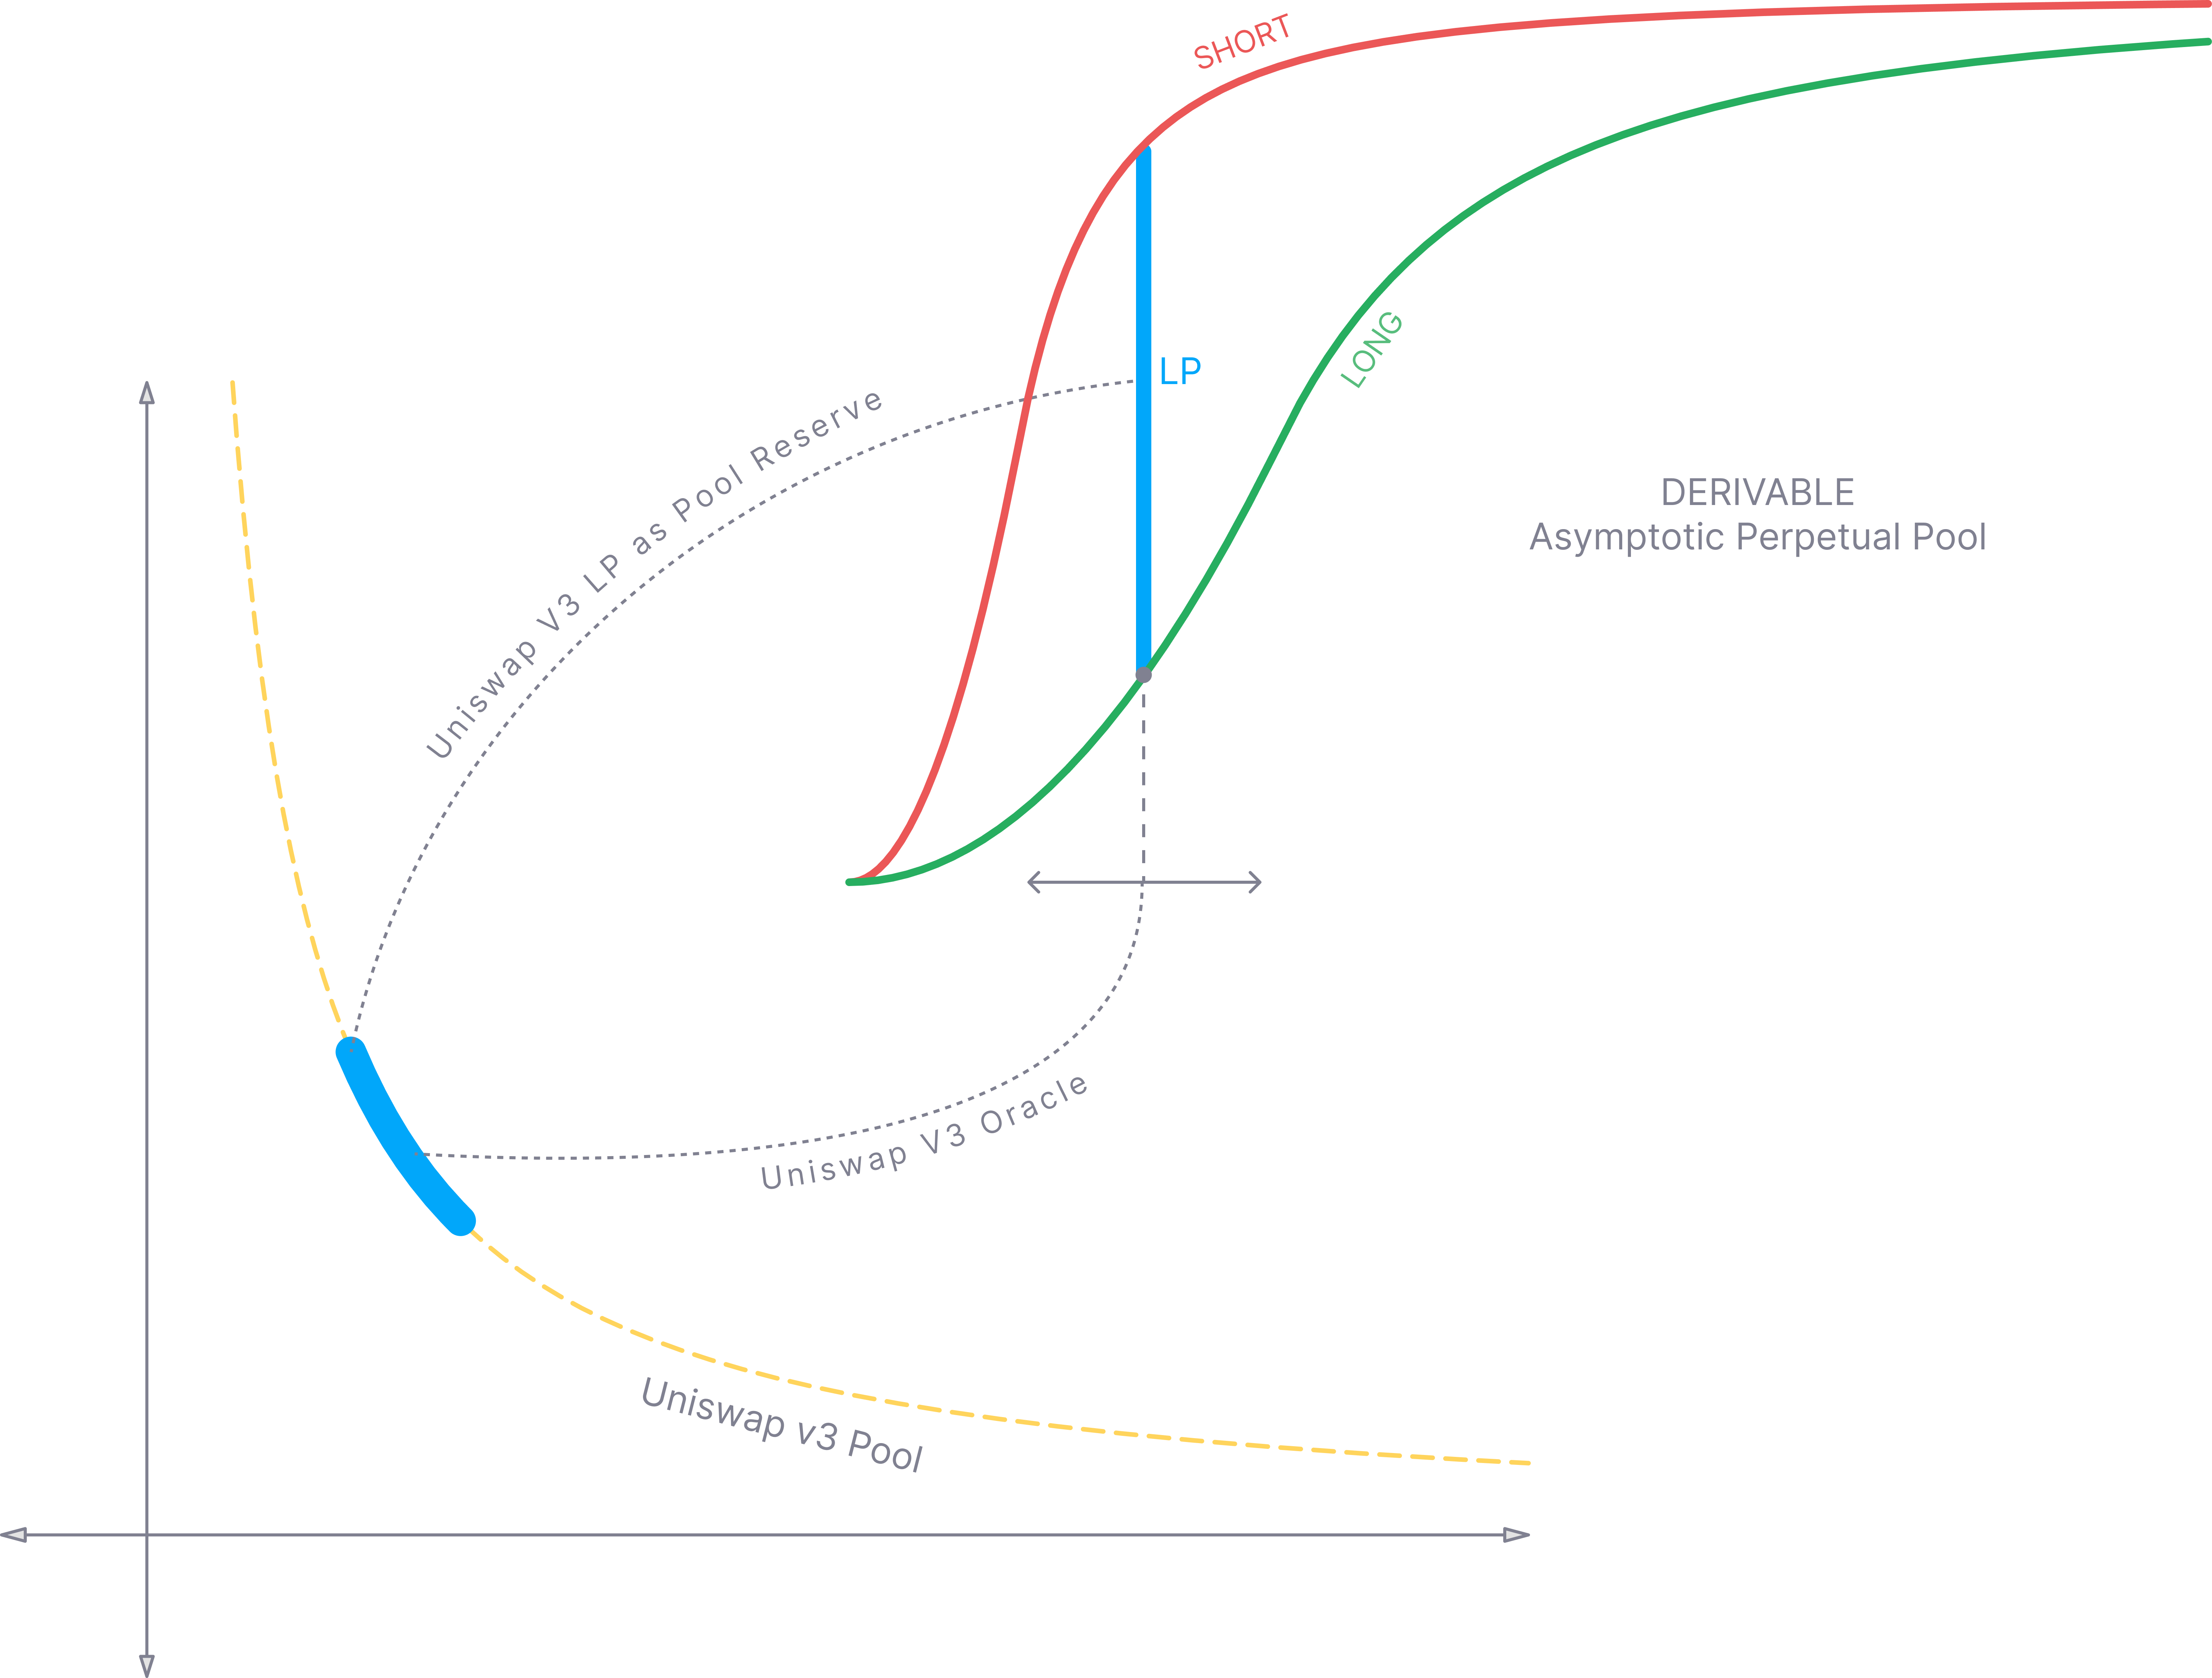 SHORT
LP
LONG
Uniswap V3 LP as Pool Reserve
DERIVABLE
Asymptotic Perpetual Pool
Uniswap V3 Oracle
Uniswap v3 Pool